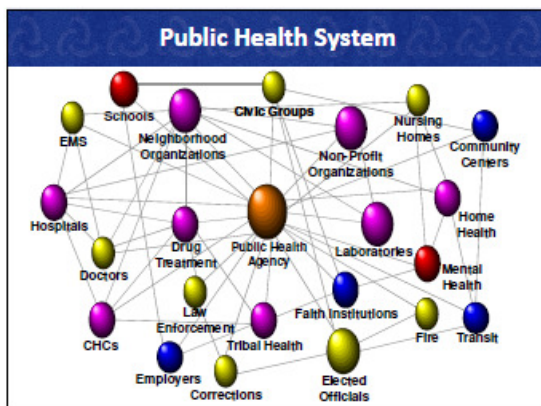 Public Health System
Schools
Civic Groups
EMS
Neighborhood
Organizations
Non-Profit
Organizations
Nursing
Homes
Community
Centers
Hospitals
Doctors
Drug
Treatment
Public Health
Agency
Laboratories
Home
Health
Mental
Health
CHCs
Law
Enforcement
Tribal Health
Faith Institutions
Fire
Transit
Employers
Corrections
Elected
Officials